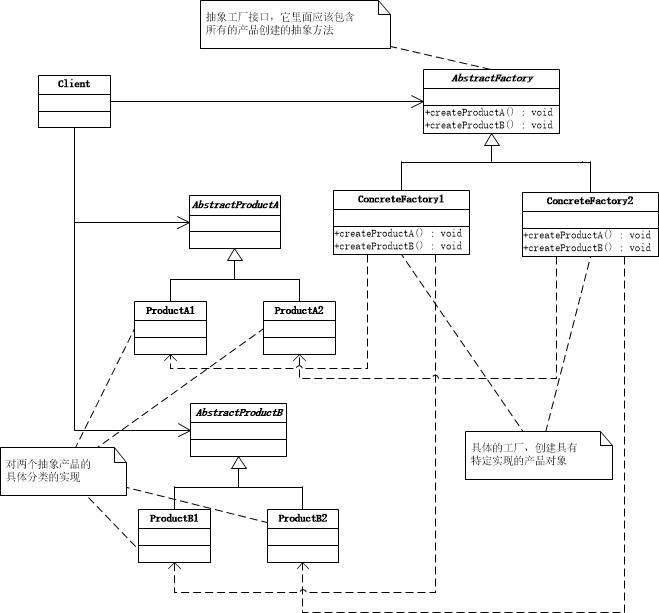 抽象工厂接口，它里面应该包含
所有的产品创建的抽象方法
Client
AbstractFactory
+createProductA() : void
+createProductB() : void
AbstractProductA
ConcreteFactory1
+createProductA() : void
+createProductB() : void
ConcreteFactory2
+createProductA() : void
+createProductB() : void
ProductA1
ProductA2
AbstractProductB
具体的工厂，创建具有
特定实现的产品对象
对两个抽象产品的
具体分类的实现
ProductB1
ProductB2